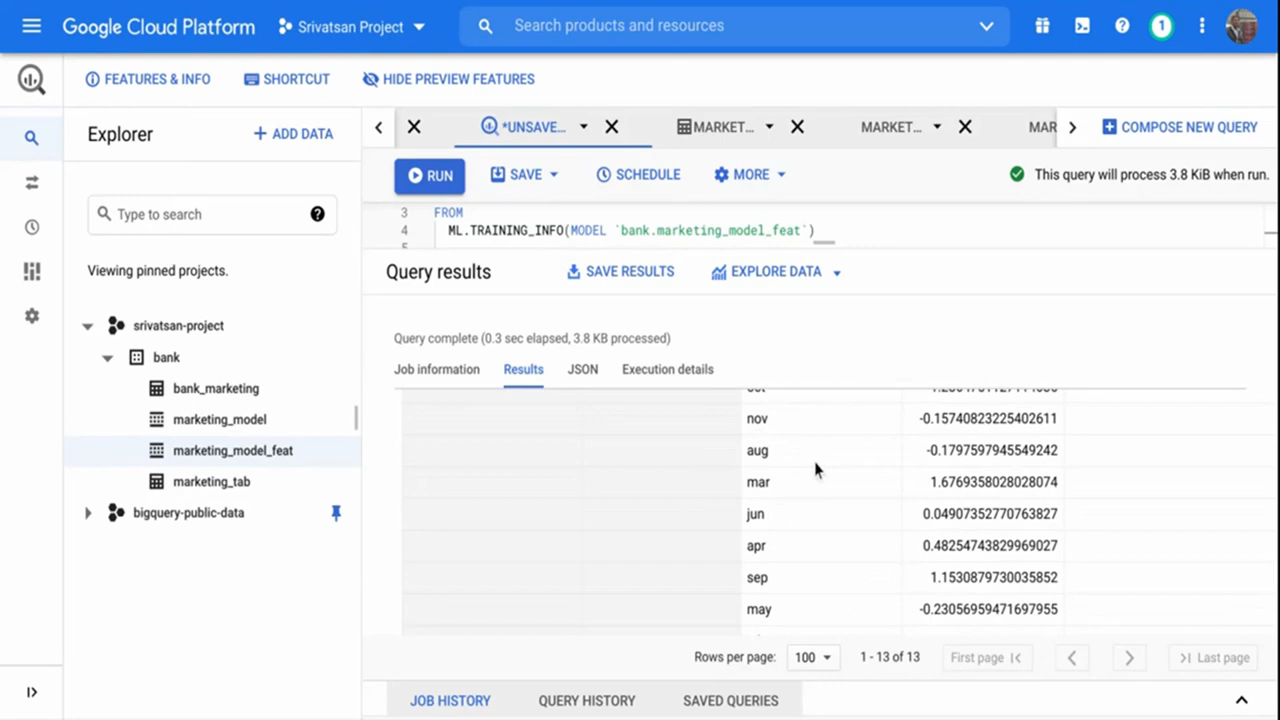 Google Cloud Platform
Srivatsan Project
Search products and resources
1
FEATURES & INFO
SHORTCUT
HIDE PREVIEW FEATURES
Explorer
+ ADD DATA
*UNSAVE...
MARKET...
MARKET...
MAR
COMPOSE NEW QUERY
RUN
SAVE
SCHEDULE
MORE
This query will process 3.8 KiB when run.
Type to search
3 FROM
4 ML.TRAINING_INFO(MODEL `bank.marketing_model_feat`)
Viewing pinned projects.
srivatsan-project
bank
bank_marketing
marketing_model
marketing_model_feat
marketing_tab
bigquery-public-data
Query results
SAVE RESULTS
EXPLORE DATA
Query complete (0.3 sec elapsed, 3.8 KB processed)
Job information
Results
JSON
Execution details
nov -0.15740823225402611
aug -0.1797597945549242
mar 1.6769358028028074
jun 0.04907352770763827
apr 0.48254743829969027
sep 1.1530879730035852
may -0.23056959471697955
Rows per page:
100
1 - 13 of 13
First page
Last page
JOB HISTORY
QUERY HISTORY
SAVED QUERIES